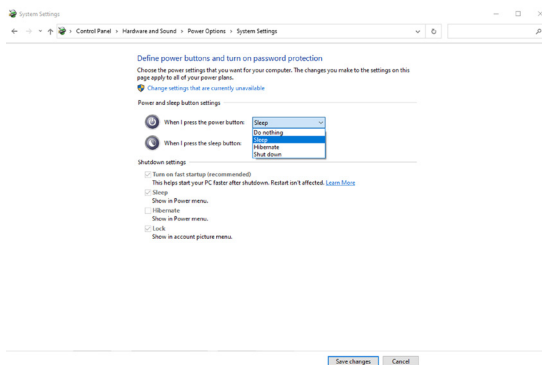 System Settings
Control Panel > Hardware and Sound > Power Options > System Settings
Define power buttons and turn on password protection
Choose the power settings that you want for your computer. The changes you make to the settings on this
page apply to all of your power plans.
Change settings that are currently unavailable
Power and sleep button settings
When I press the power button: Sleep
Do nothing
Sleep
When I press the sleep button: Hibernate
Shut down
Shutdown settings
Turn on fast startup (recommended)
This helps start your PC faster after shutdown. Restart isn't affected. Learn More
Sleep
Show in Power menu.
Hibernate
Show in Power menu.
Lock
Show in account picture menu.
Save changes Cancel